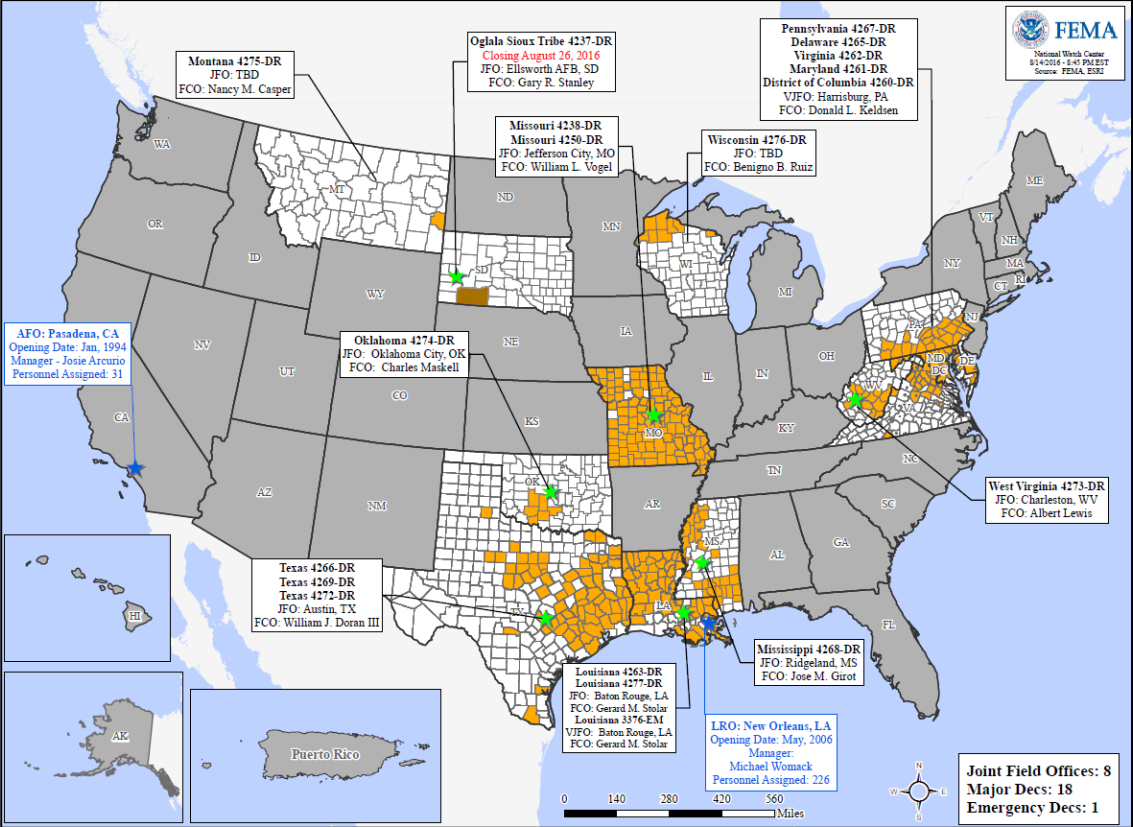 FEMA
National Watch Center
8/14/2016 - 8:45 PM EST
Source: FEMA, ESRI
Pennsylvania 4267-DR
Delaware 4265-DR
Virginia 4262-DR
Maryland 4261-DR
District of Columbia 4260-DR
VJFO: Harrisburg, PA
FCO: Donald L. Keldsen
Oglala Sioux Tribe 4237-DR
Closing August 26, 2016
JFO: Ellsworth AFB, SD
FCO: Gary R. Stanley
Montana 4275-DR
JFO: TBD
FCO: Nancy M. Casper
Missouri 4238-DR
Missouri 4250-DR
JFO: Jefferson City, MO
FCO: William L. Vogel
Wisconsin 4276-DR
JFO: TBD
FCO: Benigno B. Ruiz
WA
MT
ND
MN
ME
OR
ID
SD
WI
VT
NH
NY
MA
RI
CT
WY
MI
AFO: Pasadena, CA
Opening Date: Jan, 1994
Manager - Josie Arcurio
Personnel Assigned: 31
NV
UT
NE
IA
PA
NJ
OH
MD
DE
DC
IL
IN
WV
VA
Oklahoma 4274-DR
JFO: Oklahoma City, OK
FCO: Charles Maskell
CA
CO
KS
MO
KY
NC
TN
AZ
NM
OK
AR
SC
MS
AL
GA
West Virginia 4273-DR
JFO: Charleston, WV
FCO: Albert Lewis
Texas 4266-DR
Texas 4269-DR
Texas 4272-DR
JFO: Austin, TX
FCO: William J. Doran III
TX
LA
FL
HI
Mississippi 4268-DR
JFO: Ridgeland, MS
FCO: Jose M. Girot
Louisiana 4263-DR
Louisiana 4277-DR
JFO: Baton Rouge, LA
FCO: Gerard M. Stolar
Louisiana 3376-EM
VJFO: Baton Rouge, LA
FCO: Gerard M. Stolar
LRO: New Orleans, LA
Opening Date: May, 2006
Manager:
Michael Womack
Personnel Assigned: 226
AK
Puerto Rico
N
W E
S
0 140 280 420 560
Miles
Joint Field Offices: 8
Major Decs: 18
Emergency Decs: 1